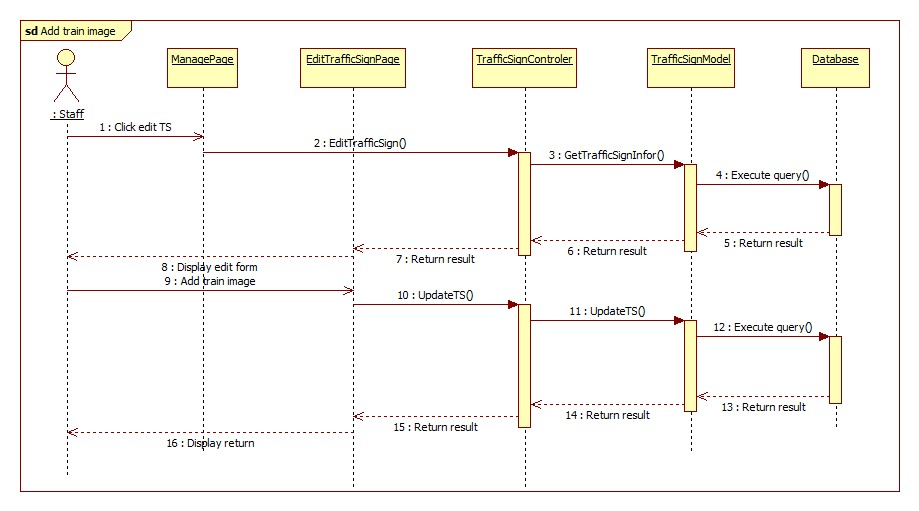 sd Add train image
ManagePage
EditTrafficSignPage
TrafficSignControler
TrafficSignModel
Database
: Staff
1 : Click edit TS
2 : EditTrafficSign()
3 : GetTrafficSignInfor()
4 : Execute query()
5 : Return result
6 : Return result
7 : Return result
8 : Display edit form
9 : Add train image
10 : UpdateTS()
11 : UpdateTS()
12 : Execute query()
13 : Return result
14 : Return result
15 : Return result
16 : Display return